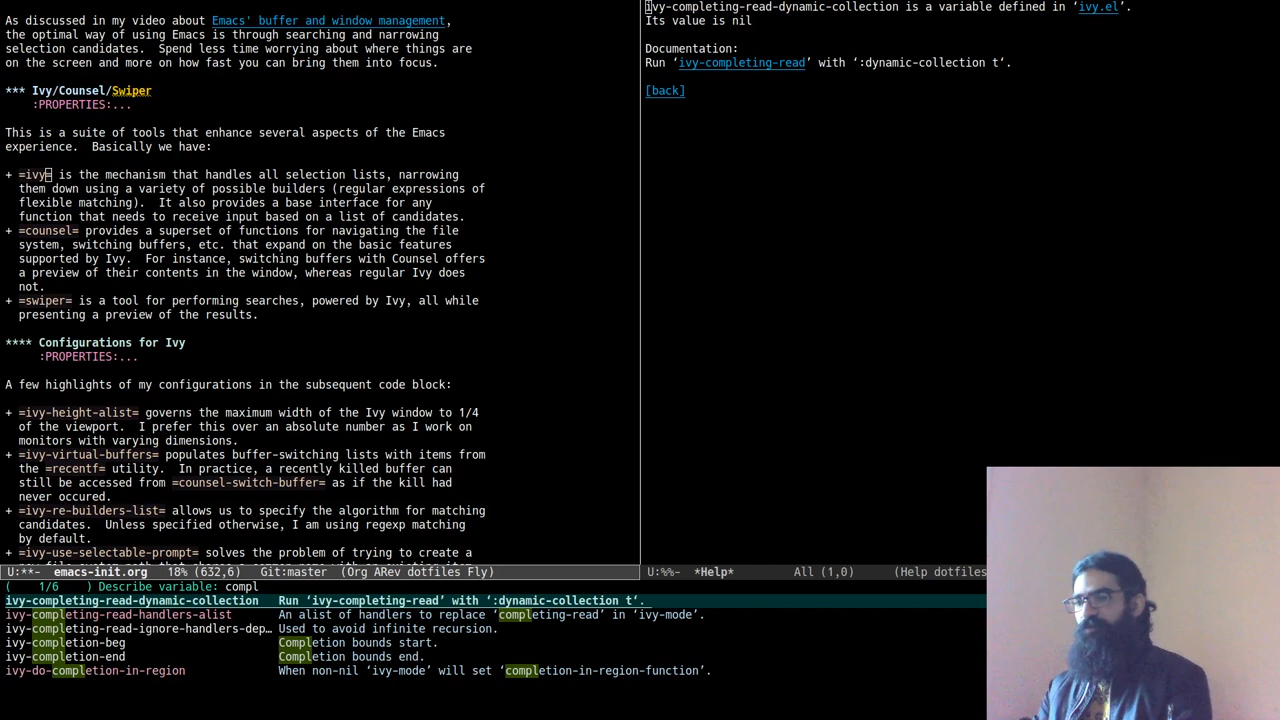 As discussed in my video about Emacs' buffer and window management,
the optimal way of using Emacs is through searching and narrowing
selection candidates.  Spend less time worrying about where things are
on the screen and more on how fast you can bring them into focus.
*** Ivy/Counsel/Swiper
:PROPERTIES:...
This is a suite of tools that enhance several aspects of the Emacs
experience.  Basically we have:
+ =ivy= is the mechanism that handles all selection lists, narrowing
them down using a variety of possible builders (regular expressions of
flexible matching).  It also provides a base interface for any
function that needs to receive input based on a list of candidates.
+ =counsel= provides a superset of functions for navigating the file
system, switching buffers, etc. that expand on the basic features
supported by Ivy.  For instance, switching buffers with Counsel offers
a preview of their contents in the window, whereas regular Ivy does
not.
+ =swiper= is a tool for performing searches, powered by Ivy, all while
presenting a preview of the results.
**** Configurations for Ivy
:PROPERTIES:...
A few highlights of my configurations in the subsequent code block:
+ =ivy-height-alist= governs the maximum width of the Ivy window to 1/4
of the viewport.  I prefer this over an absolute number as I work on
monitors with varying dimensions.
+ =ivy-virtual-buffers= populates buffer-switching lists with items from
the =recentf= utility.  In practice, a recently killed buffer can
still be accessed from =counsel-switch-buffer= as if the kill had
never occured.
+ =ivy-re-builders-list= allows us to specify the algorithm for matching
candidates.  Unless specified otherwise, I am using regexp matching
by default.
+ =ivy-use-selectable-prompt= solves the problem of trying to create a
U:**-  emacs-init.org   18% (632,6)   Git:master  (Org ARev dotfiles Fly)
ivy-completing-read-dynamic-collection is a variable defined in ‘ivy.el’.
Its value is nil
Documentation:
Run ‘ivy-completing-read’ with ‘:dynamic-collection t‘.
[back]
U:%%-  *Help*   All (1,0)   (Help dotfiles
(    1/6    ) Describe variable: compl
ivy-completing-read-dynamic-collection   Run ‘ivy-completing-read’ with ‘:dynamic-collection t‘.
ivy-completing-read-handlers-alist   An alist of handlers to replace ‘completing-read’ in ‘ivy-mode’.
ivy-completing-read-ignore-handlers-dep… Used to avoid infinite recursion.
ivy-completion-beg   Completion bounds start.
ivy-completion-end   Completion bounds end.
ivy-do-completion-in-region   When non-nil ‘ivy-mode’ will set ‘completion-in-region-function’.